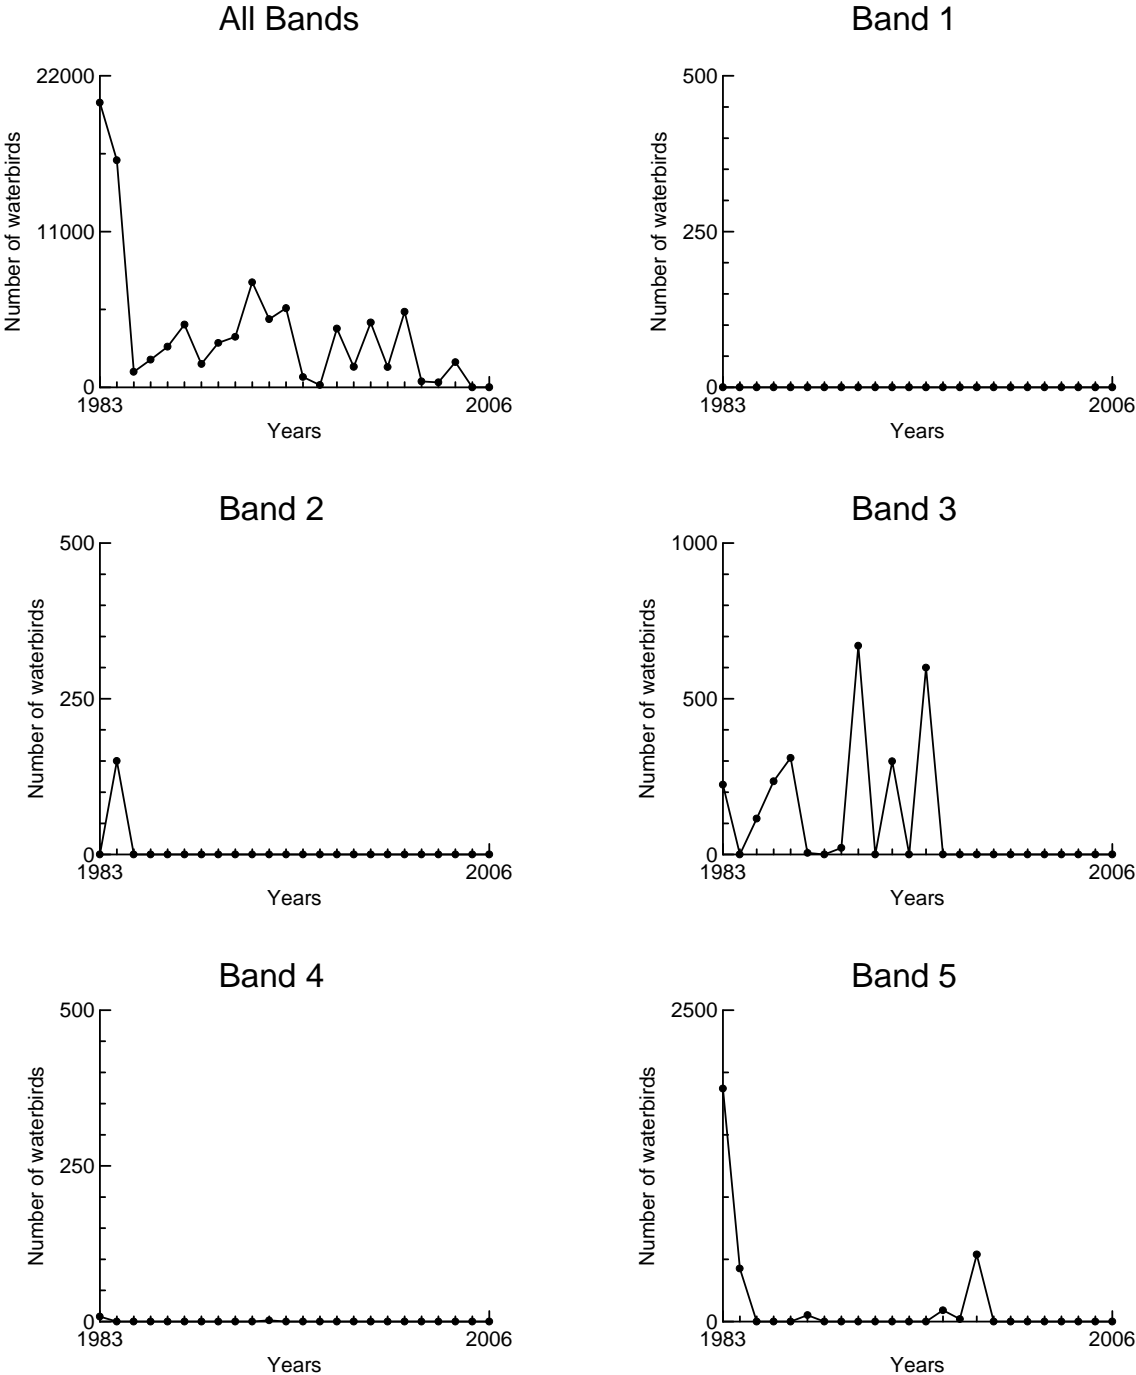 All Bands
22000
11000
0
Number of waterbirds
1983
2006
Years
Band 1
500
250
0
Number of waterbirds
1983
2006
Years
Band 2
500
250
0
Number of waterbirds
1983
2006
Years
Band 3
1000
500
0
Number of waterbirds
1983
2006
Years
Band 4
500
250
0
Number of waterbirds
1983
2006
Years
Band 5
2500
0
Number of waterbirds
1983
2006
Years